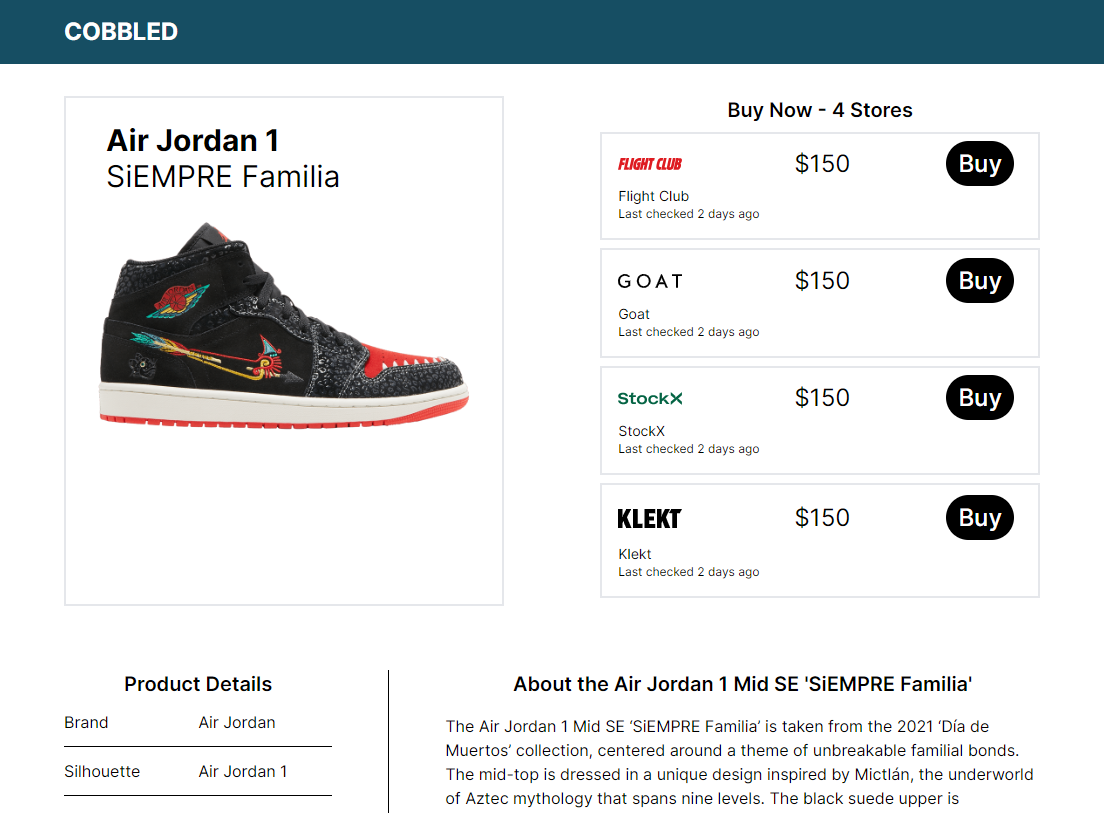 COBBLED
Air Jordan 1
SiEMPRE Familia
Buy Now - 4 Stores
FLIGHT CLUB
$150
Buy
Flight Club
Last checked 2 days ago
GOAT
$150
Buy
Goat
Last checked 2 days ago
StockX
$150
Buy
StockX
Last checked 2 days ago
KLEKT
$150
Buy
Klekt
Last checked 2 days ago
Product Details
Brand Air Jordan
Silhouette Air Jordan 1
About the Air Jordan 1 Mid SE 'SiEMPRE Familia'
The Air Jordan 1 Mid SE ‘SiEMPRE Familia’ is taken from the 2021 ‘Día de
Muertos’ collection, centered around a theme of unbreakable familial bonds.
The mid-top is dressed in a unique design inspired by Mictlán, the underworld
of Aztec mythology that spans nine levels. The black suede upper is